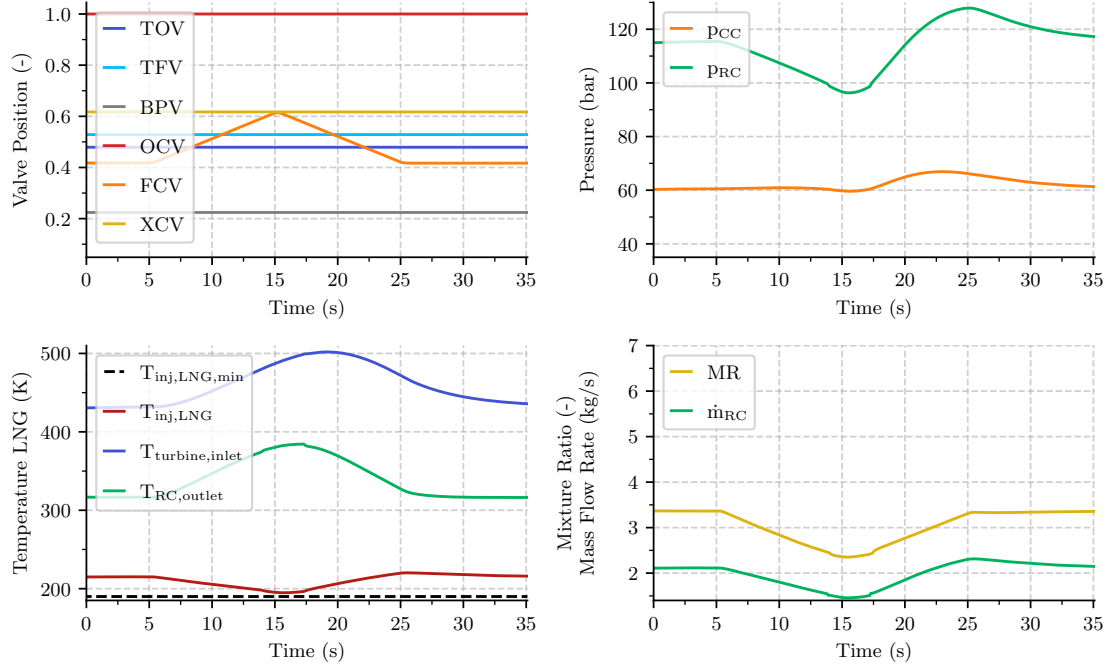 1.0
0.8
0.6
0.4
0.2
Valve Position (-)
TOV
TFV
BPV
OCV
FCV
XCV
0 5 10 15 20 25 30 35
Time (s)
120
100
80
60
40
Pressure (bar)
pCC
pRC
0 5 10 15 20 25 30 35
Time (s)
500
400
300
200
Temperature LNG (K)
Tinj,LNG,min
Tinj,LNG
Tturbine,inlet
TRC,outlet
0 5 10 15 20 25 30 35
Time (s)
7
6
5
4
3
2
Mixture Ratio (-)
Mass Flow Rate (kg/s)
MR
ṁRC
0 5 10 15 20 25 30 35
Time (s)